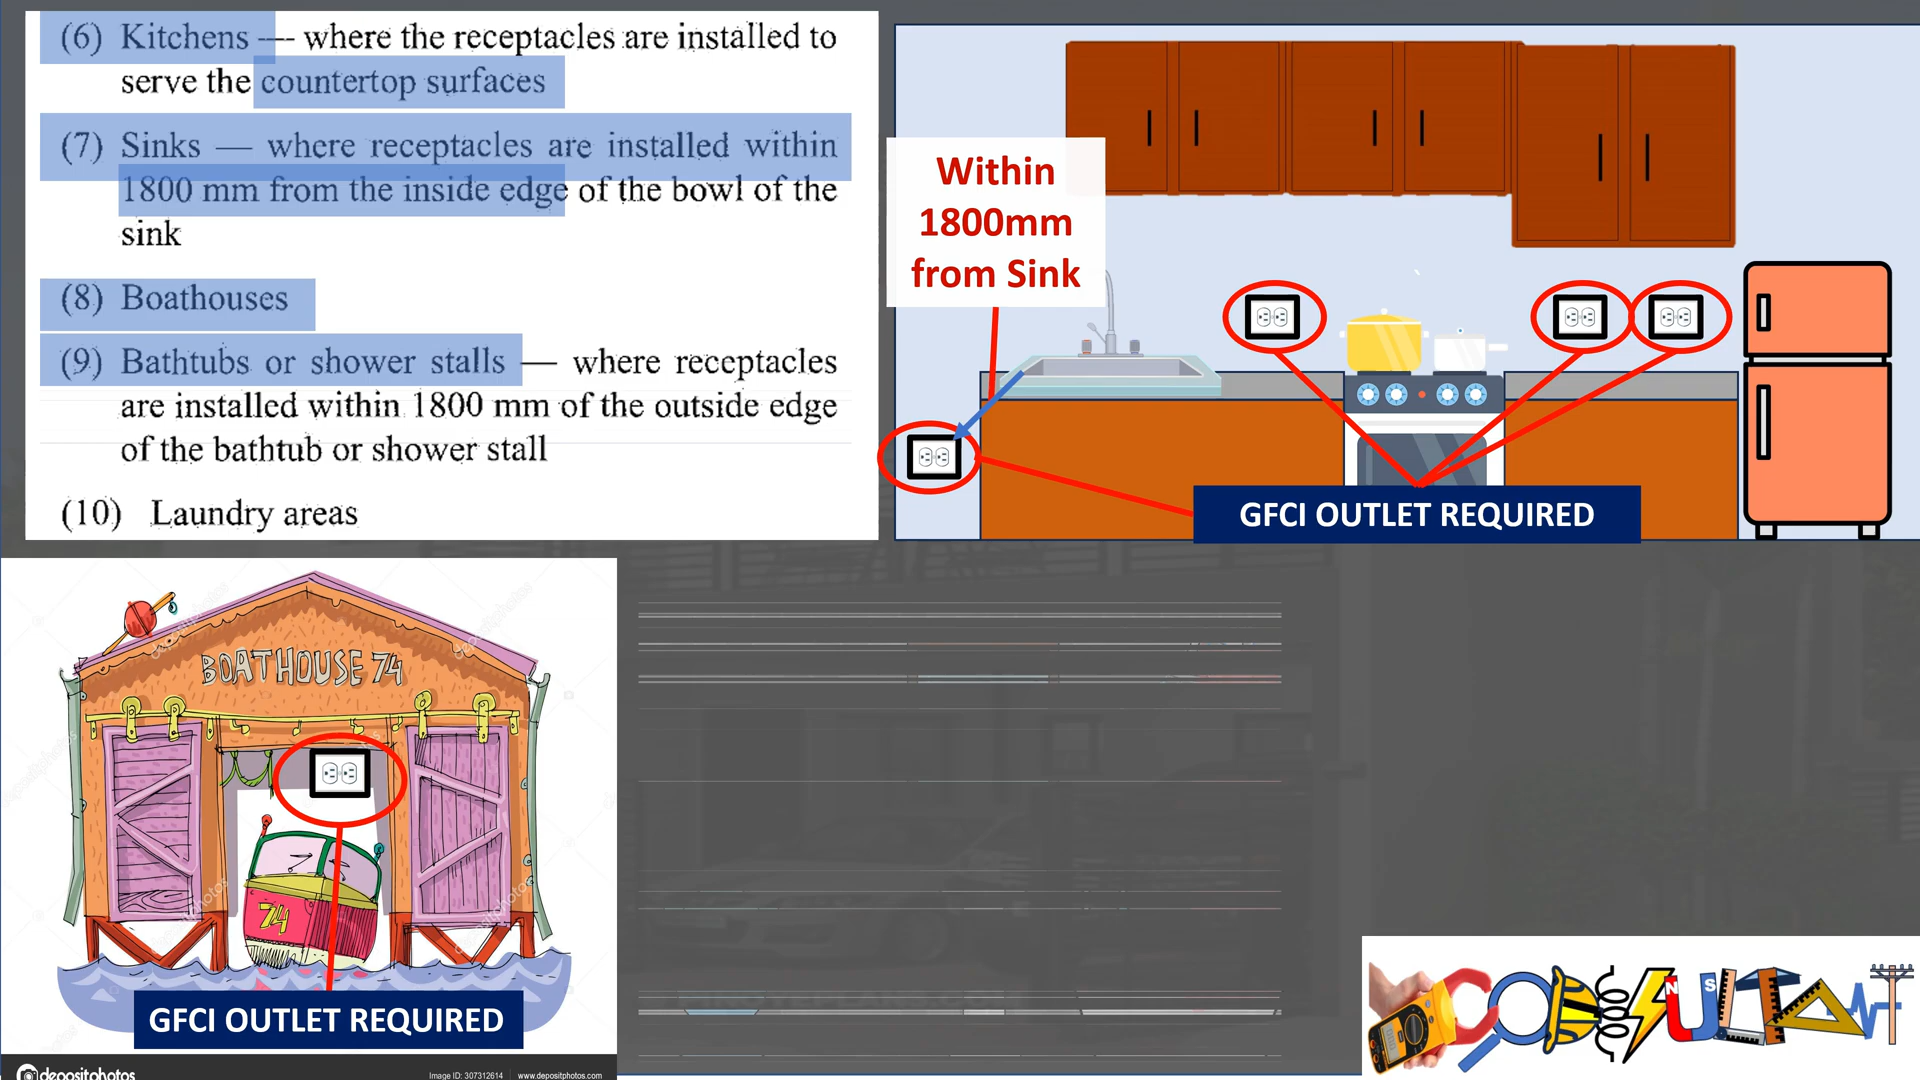 (6) Kitchens — where the receptacles are installed to
serve the countertop surfaces
(7) Sinks — where receptacles are installed within
1800 mm from the inside edge of the bowl of the
sink
(8) Boathouses
(9) Bathtubs or shower stalls — where receptacles
are installed within 1800 mm of the outside edge
of the bathtub or shower stall
(10) Laundry areas
Within
1800mm
from Sink
GFCI OUTLET REQUIRED
BOATHOUSE 74
74
GFCI OUTLET REQUIRED
depositphotos
Image ID: 307312614 www.depositphotos.com
N S
CONSULTANT